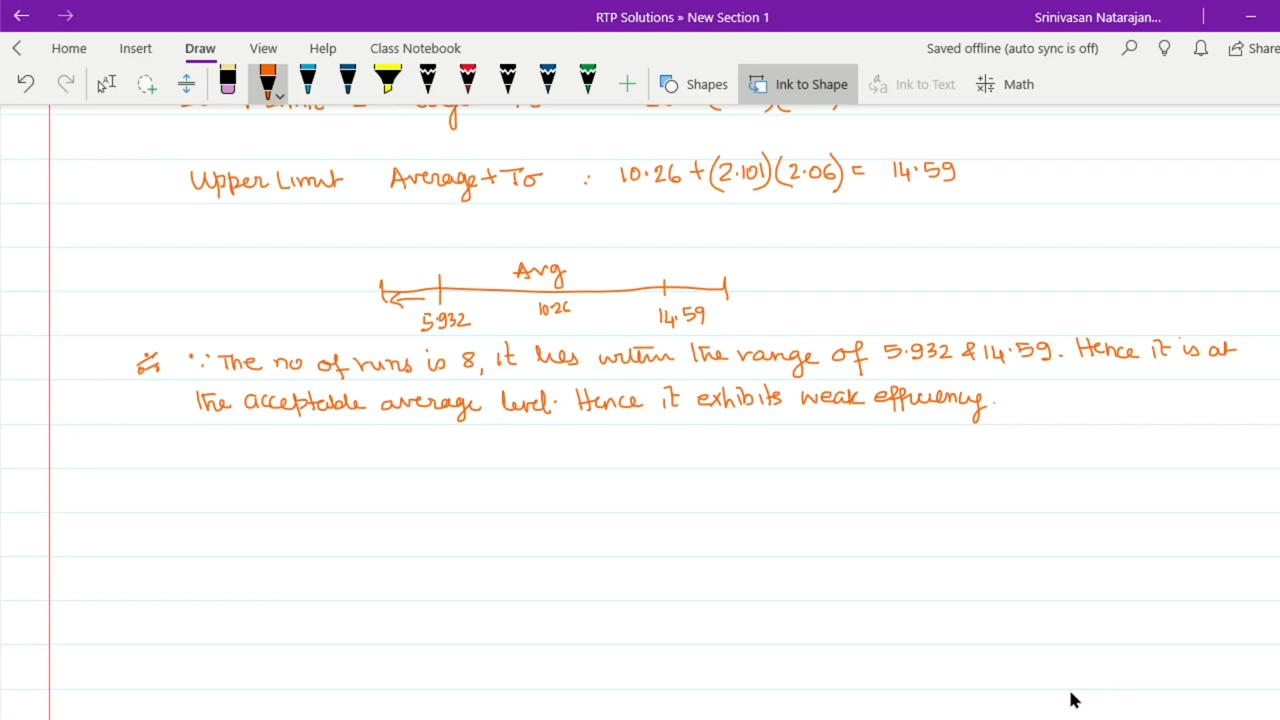 RTP Solutions » New Section 1
Srinivasan Natarajan...
Home Insert Draw View Help Class Notebook
Saved offline (auto sync is off)
Share
Shapes
Ink to Shape
Ink to Text
Math
Upper Limit Average + Tσ : 10.26 + (2.101)(2.06) = 14.59
Avg
5.932 10.26 14.59
∵ The no of runs is 8, it lies within the range of 5.932 & 14.59. Hence it is at
the acceptable average level. Hence it exhibits weak efficiency.